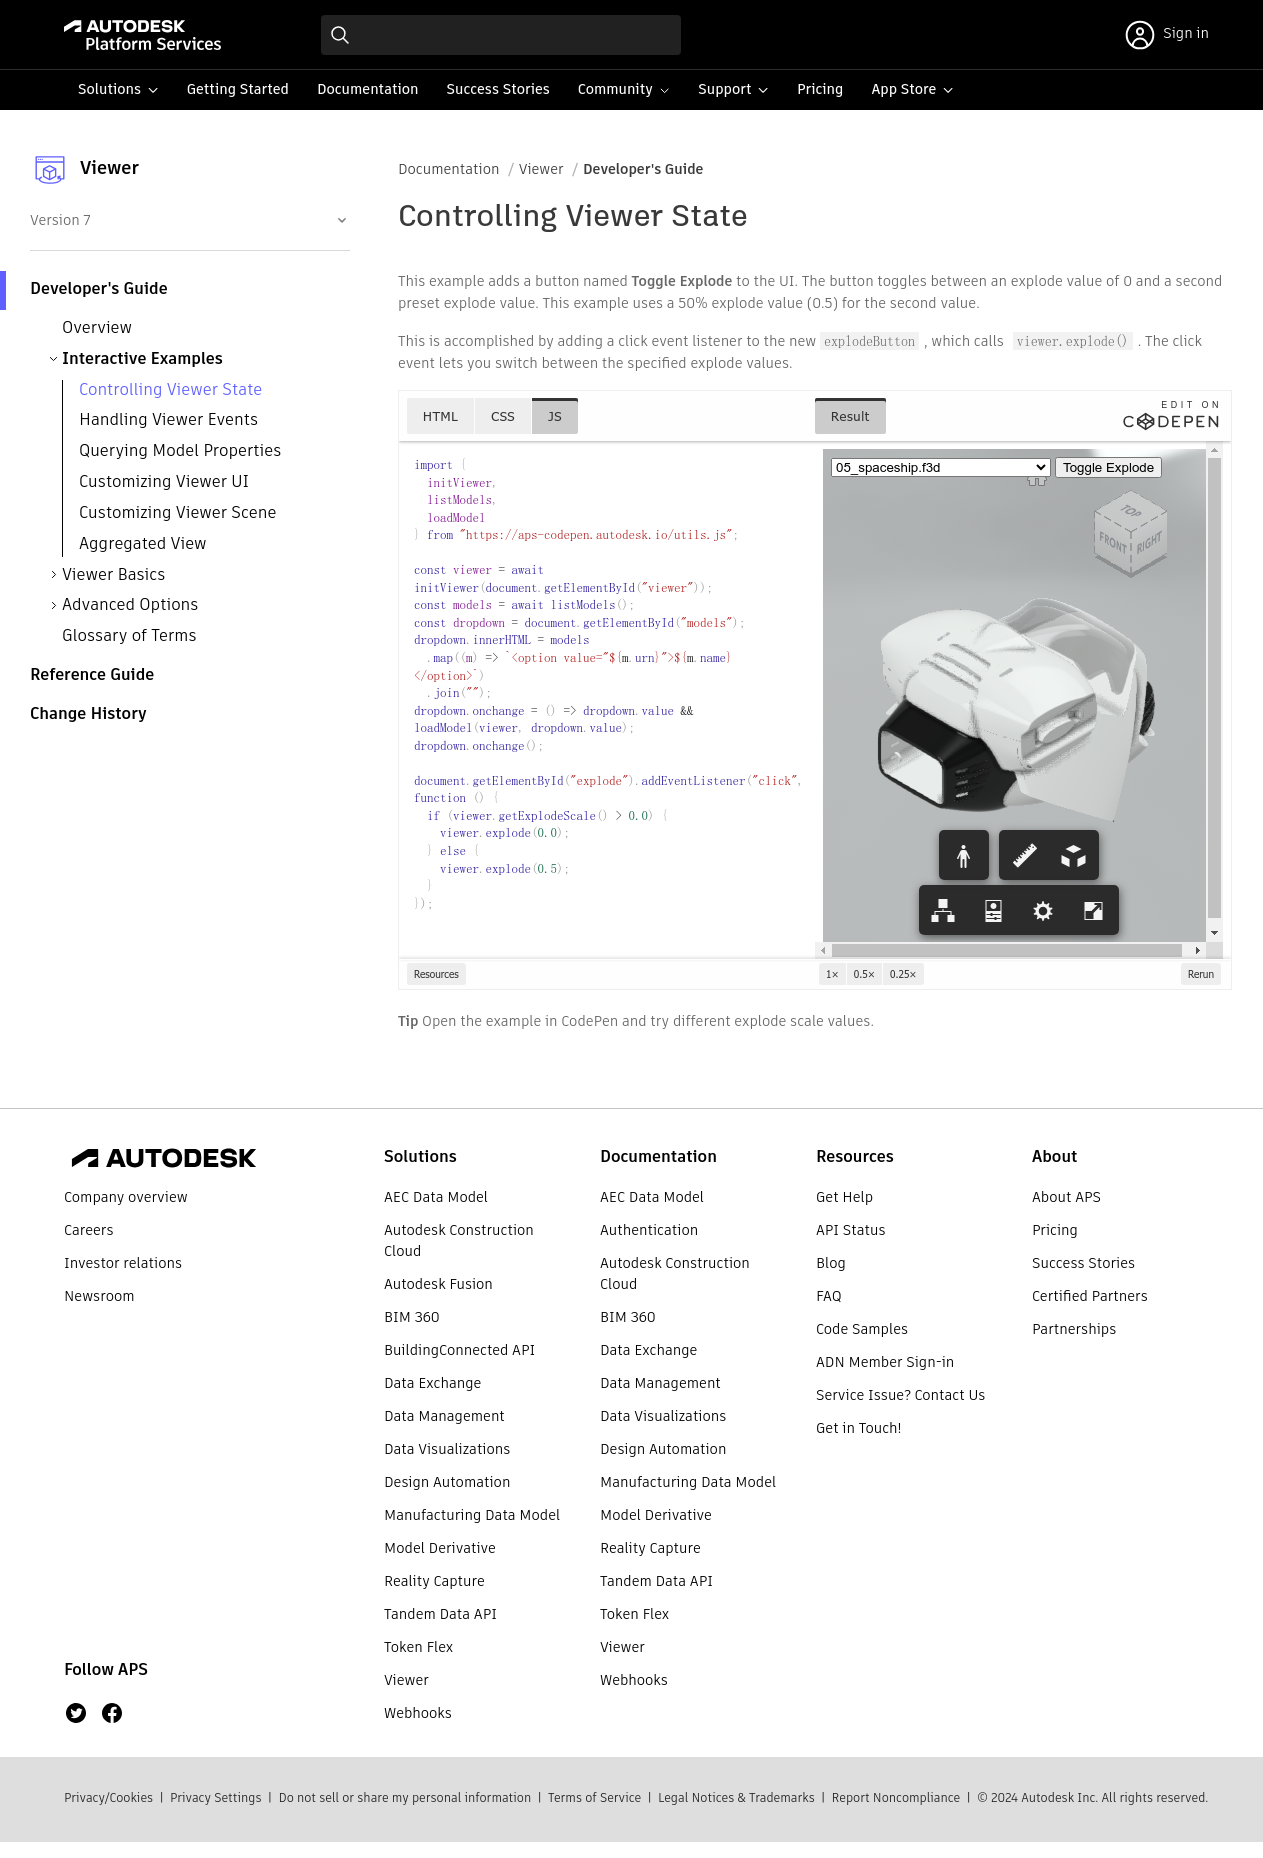 AUTODESK
Platform Services
Sign in
Solutions
Getting Started
Documentation
Success Stories
Community
Support
Pricing
App Store
Viewer
Version 7
Developer's Guide
Overview
Interactive Examples
Controlling Viewer State
Handling Viewer Events
Querying Model Properties
Customizing Viewer UI
Customizing Viewer Scene
Aggregated View
Viewer Basics
Advanced Options
Glossary of Terms
Reference Guide
Change History
Documentation / Viewer / Developer's Guide
Controlling Viewer State
This example adds a button named Toggle Explode to the UI. The button toggles between an explode value of 0 and a second
preset explode value. This example uses a 50% explode value (0.5) for the second value.
This is accomplished by adding a click event listener to the new explodeButton , which calls viewer.explode() . The click
event lets you switch between the specified explode values.
HTML
CSS
JS
Result
EDIT ON
CODEPEN
import {
  initViewer,
  listModels,
  loadModel
} from "https://aps-codepen.autodesk.io/utils.js";
const viewer = await
initViewer(document.getElementById("viewer"));
const models = await listModels();
const dropdown = document.getElementById("models");
dropdown.innerHTML = models
  .map((m) => `<option value="${m.urn}">${m.name}
</option>`)
  .join("");
dropdown.onchange = () => dropdown.value &&
loadModel(viewer, dropdown.value);
dropdown.onchange();
document.getElementById("explode").addEventListener("click",
function () {
  if (viewer.getExplodeScale() > 0.0) {
    viewer.explode(0.0);
  } else {
    viewer.explode(0.5);
  }
});
05_spaceship.f3d
Toggle Explode
TOP
FRONT
RIGHT
Resources
1×
0.5×
0.25×
Rerun
Tip Open the example in CodePen and try different explode scale values.
AUTODESK
Company overview
Careers
Investor relations
Newsroom
Follow APS
Solutions
AEC Data Model
Autodesk Construction
Cloud
Autodesk Fusion
BIM 360
BuildingConnected API
Data Exchange
Data Management
Data Visualizations
Design Automation
Manufacturing Data Model
Model Derivative
Reality Capture
Tandem Data API
Token Flex
Viewer
Webhooks
Documentation
AEC Data Model
Authentication
Autodesk Construction
Cloud
BIM 360
Data Exchange
Data Management
Data Visualizations
Design Automation
Manufacturing Data Model
Model Derivative
Reality Capture
Tandem Data API
Token Flex
Viewer
Webhooks
Resources
Get Help
API Status
Blog
FAQ
Code Samples
ADN Member Sign-in
Service Issue? Contact Us
Get in Touch!
About
About APS
Pricing
Success Stories
Certified Partners
Partnerships
Privacy/Cookies | Privacy Settings | Do not sell or share my personal information | Terms of Service | Legal Notices & Trademarks | Report Noncompliance | © 2024 Autodesk Inc. All rights reserved.